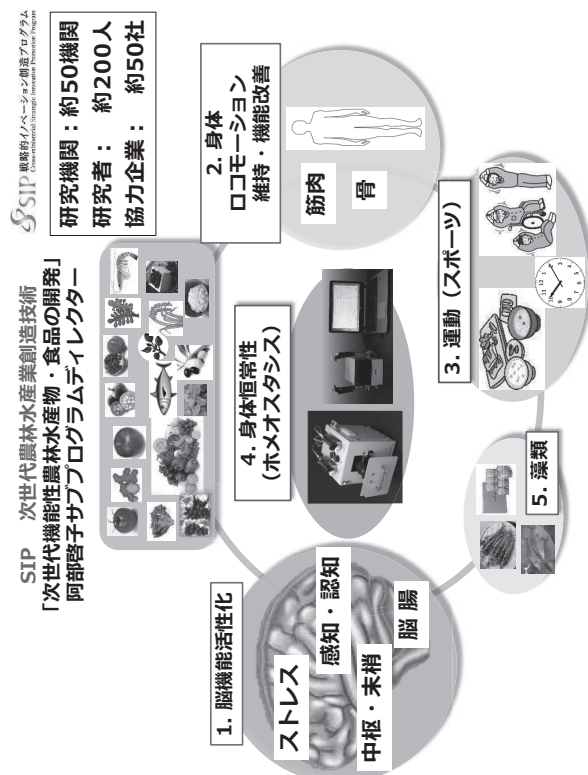 SIP 次世代農林水産業創造技術
「次世代機能性農林水産物・食品の開発」
阿部啓子サブプログラムディレクター
SIP 戦略的イノベーション創造プログラム
Cross-ministerial Strategic Innovation Promotion Program
研究機関：約50機関
研究者： 約200人
協力企業： 約50社
1. 脳機能活性化
ストレス
感知・認知
中枢・末梢
脳腸
2. 身体
ロコモーション
維持・機能改善
筋肉
骨
4. 身体恒常性
（ホメオスタシス）
3. 運動（スポーツ）
5. 藻類